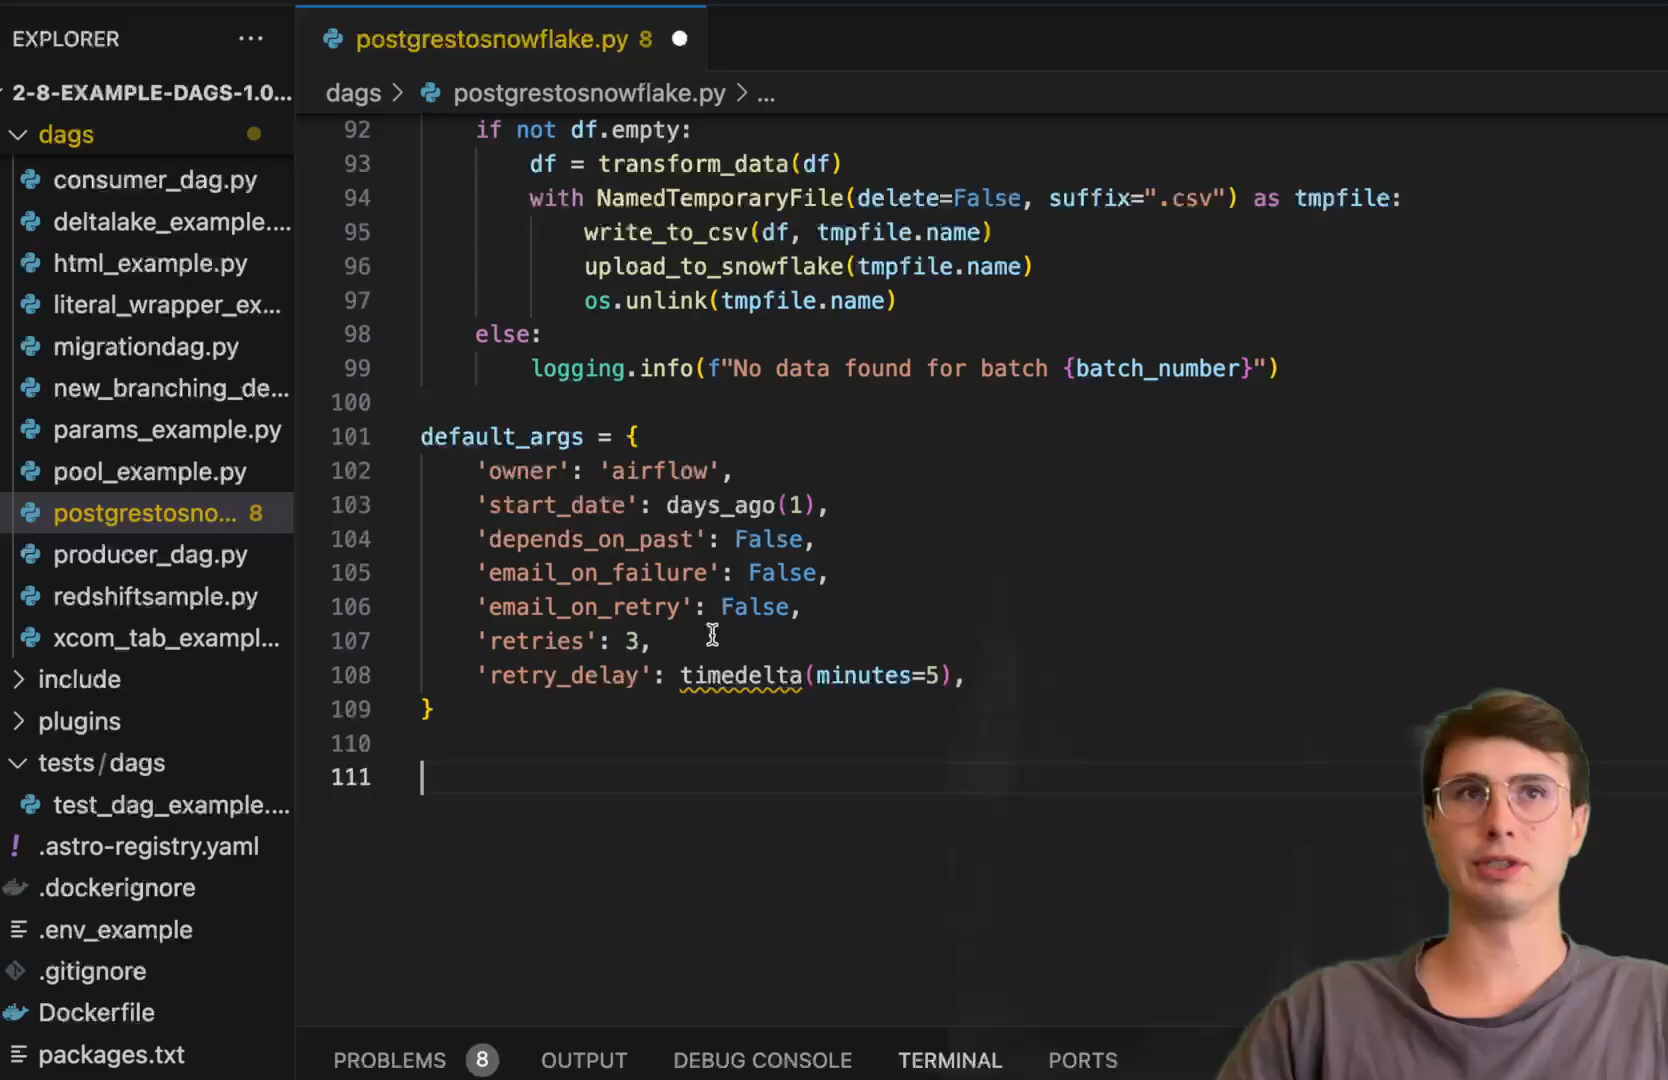 EXPLORER
...
2-8-EXAMPLE-DAGS-1.0...
dags
consumer_dag.py
deltalake_example....
html_example.py
literal_wrapper_ex...
migrationdag.py
new_branching_de...
params_example.py
pool_example.py
postgrestosno... 8
producer_dag.py
redshiftsample.py
xcom_tab_exampl...
include
plugins
tests/dags
test_dag_example....
.astro-registry.yaml
.dockerignore
.env_example
.gitignore
Dockerfile
packages.txt
postgrestosnowflake.py 8
dags > postgrestosnowflake.py > ...
92 if not df.empty:
93 df = transform_data(df)
94 with NamedTemporaryFile(delete=False, suffix=".csv") as tmpfile:
95 write_to_csv(df, tmpfile.name)
96 upload_to_snowflake(tmpfile.name)
97 os.unlink(tmpfile.name)
98 else:
99 logging.info(f"No data found for batch {batch_number}")
100
101 default_args = {
102 'owner': 'airflow',
103 'start_date': days_ago(1),
104 'depends_on_past': False,
105 'email_on_failure': False,
106 'email_on_retry': False,
107 'retries': 3,
108 'retry_delay': timedelta(minutes=5),
109 }
110
111
PROBLEMS 8 OUTPUT DEBUG CONSOLE TERMINAL PORTS